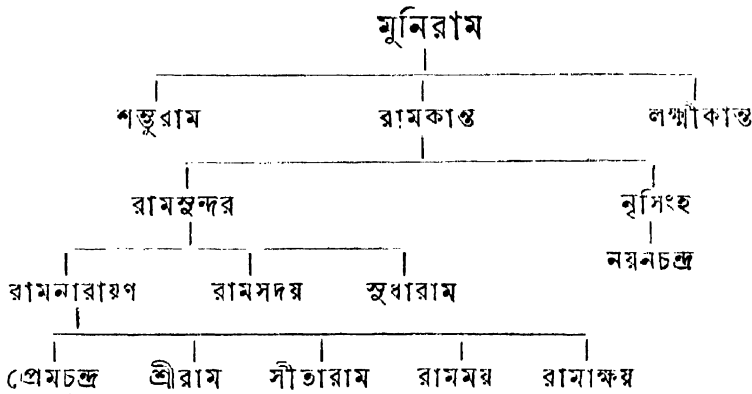 মুনিরাম
শম্ভুরাম রামকান্ত লক্ষ্মীকান্ত
রামসুন্দর নৃসিংহ
নয়নচন্দ্র
রামনারায়ণ রামসদয় সুধারাম
প্রেমচন্দ্র শ্রীরাম সীতারাম রামময় রামাক্ষয়